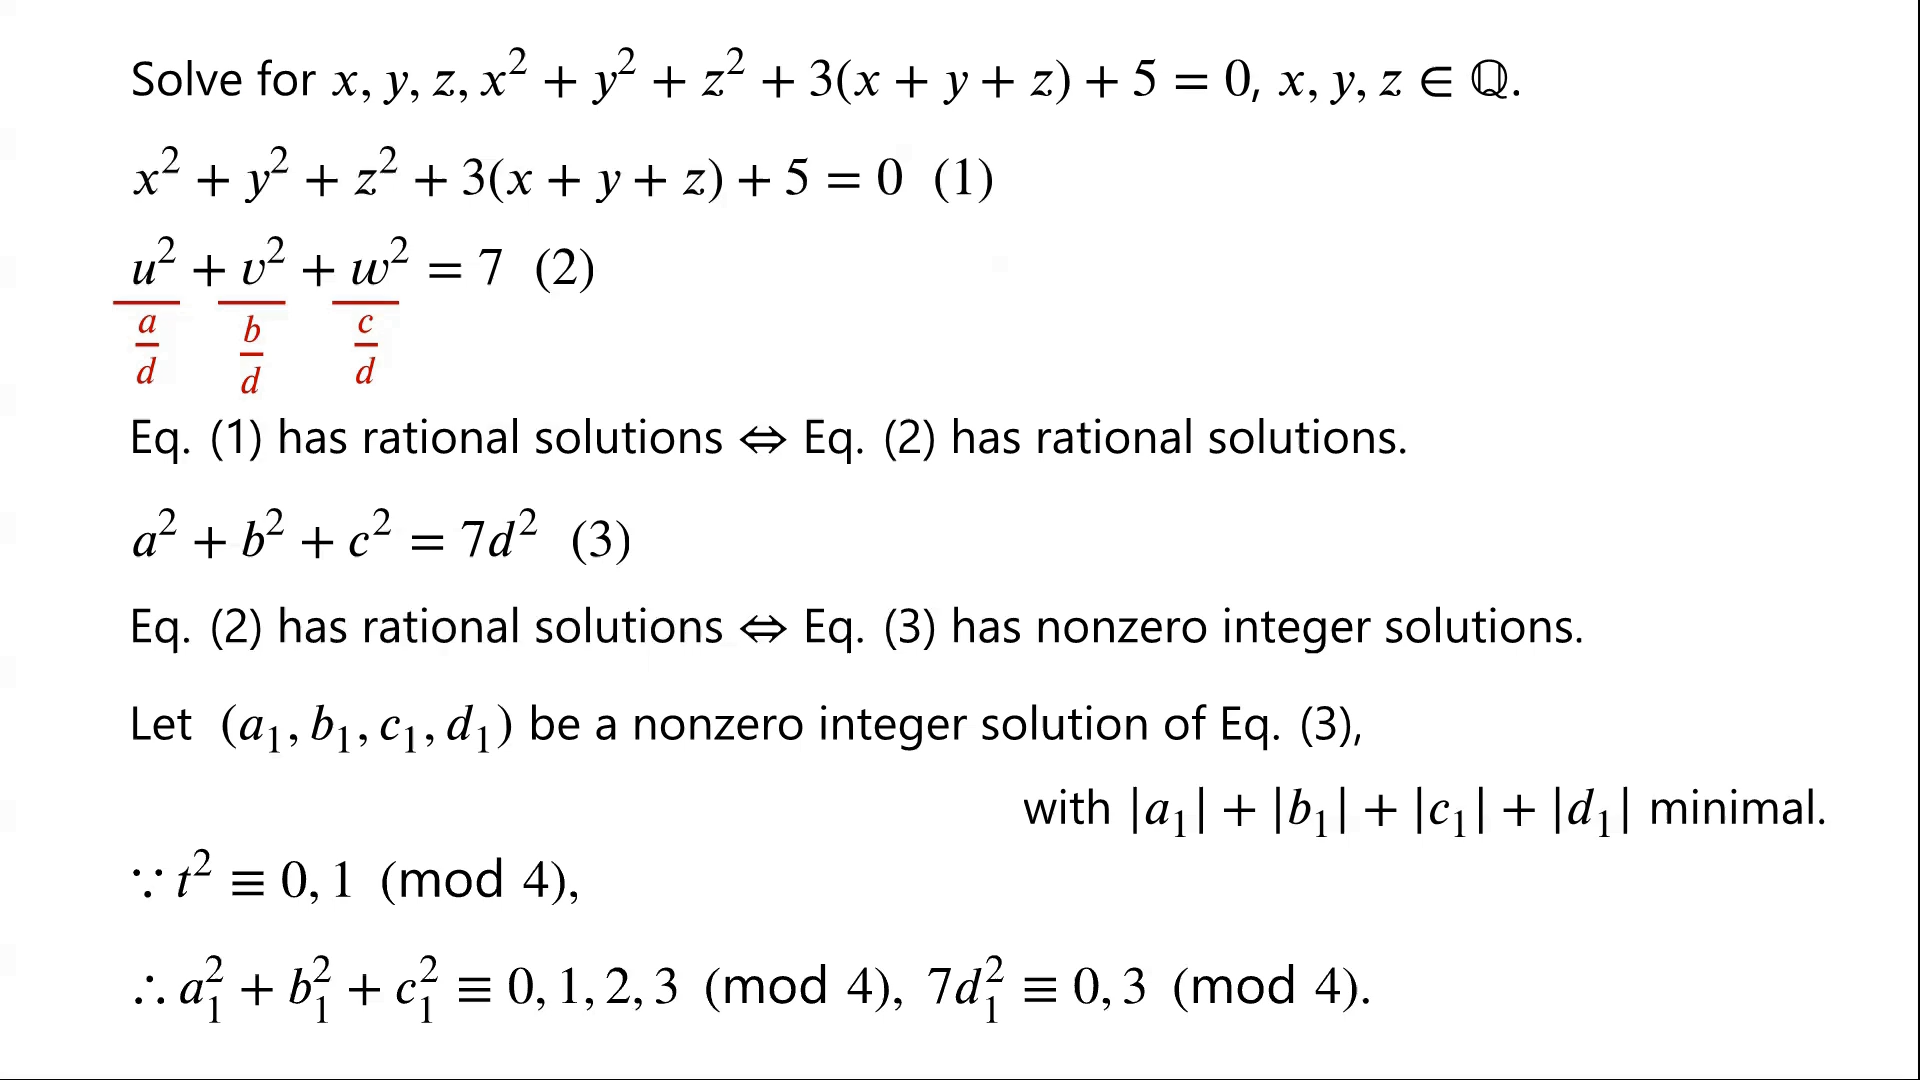 Solve for x, y, z, x² + y² + z² + 3(x + y + z) + 5 = 0, x, y, z ∈ ℚ.
x² + y² + z² + 3(x + y + z) + 5 = 0 (1)
u² + v² + w² = 7 (2)
a/d b/d c/d
Eq. (1) has rational solutions ⇔ Eq. (2) has rational solutions.
a² + b² + c² = 7d² (3)
Eq. (2) has rational solutions ⇔ Eq. (3) has nonzero integer solutions.
Let (a₁, b₁, c₁, d₁) be a nonzero integer solution of Eq. (3),
with |a₁| + |b₁| + |c₁| + |d₁| minimal.
∵ t² ≡ 0, 1 (mod 4),
∴ a₁² + b₁² + c₁² ≡ 0, 1, 2, 3 (mod 4), 7d₁² ≡ 0, 3 (mod 4).